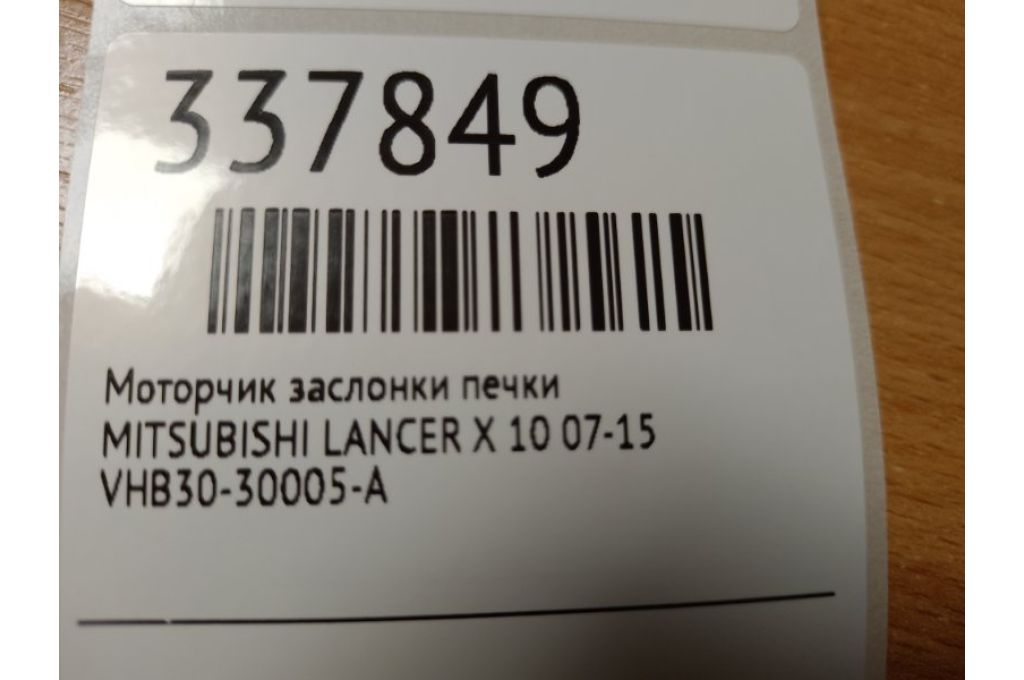 337849
Моторчик заслонки печки
MITSUBISHI LANCER X 10 07-15
VHB30-30005-A